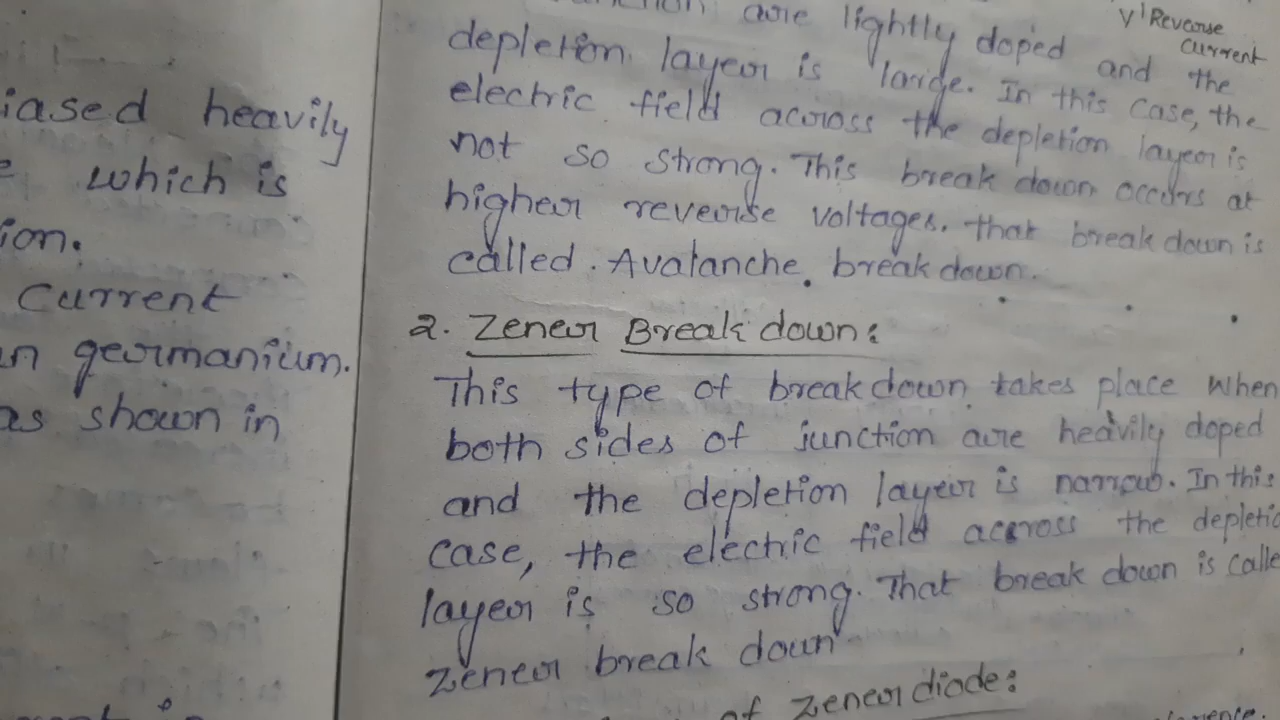 iased heavily
which is
ion.
Current
in germanium.
as shown in
V Reverse
Current
are lightly doped and the
depletion layer is large. In this case, the
electric field across the depletion layer is
not so strong. This break down occurs at
higher reverse voltages. that break down is
called. Avalanche. break down.
2. Zener Break down:
This type of break down takes place when
both sides of junction are heavily doped
and the depletion layer is narrow. In this
case, the electric field across the depletio
layer is so strong. That break down is calle
Zener break down
of Zener diode: